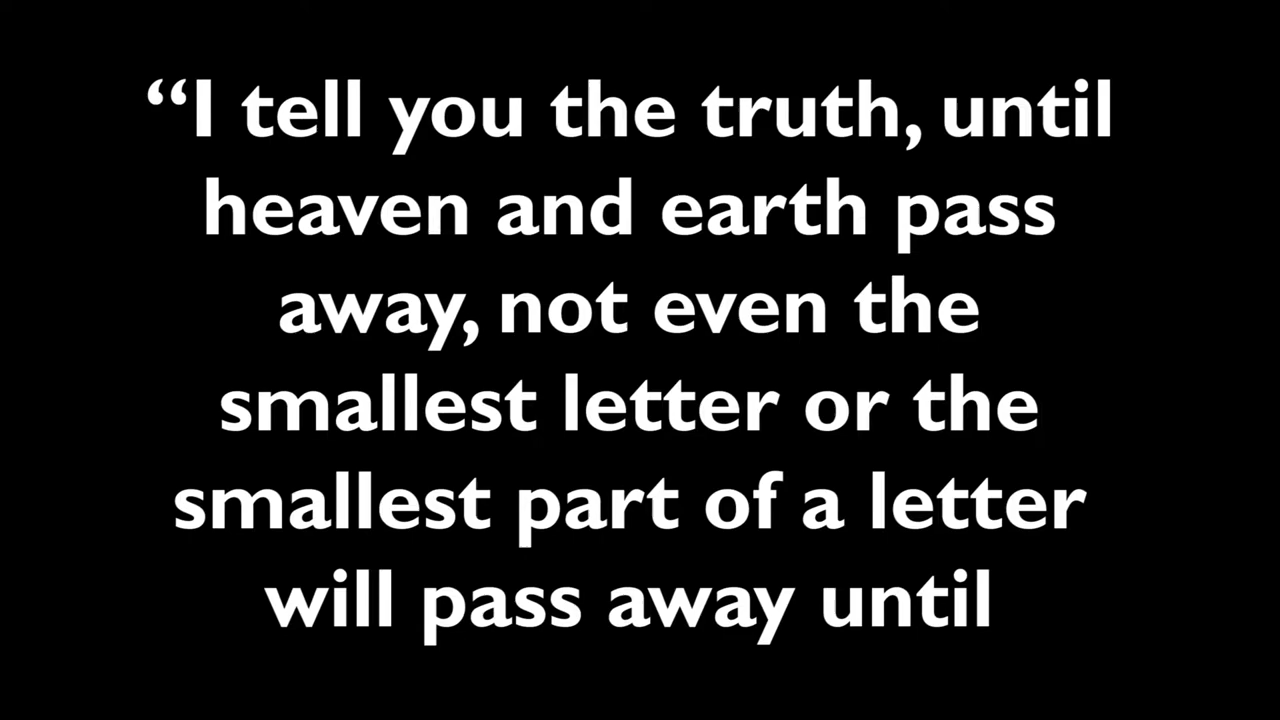 “I tell you the truth, until
heaven and earth pass
away, not even the
smallest letter or the
smallest part of a letter
will pass away until